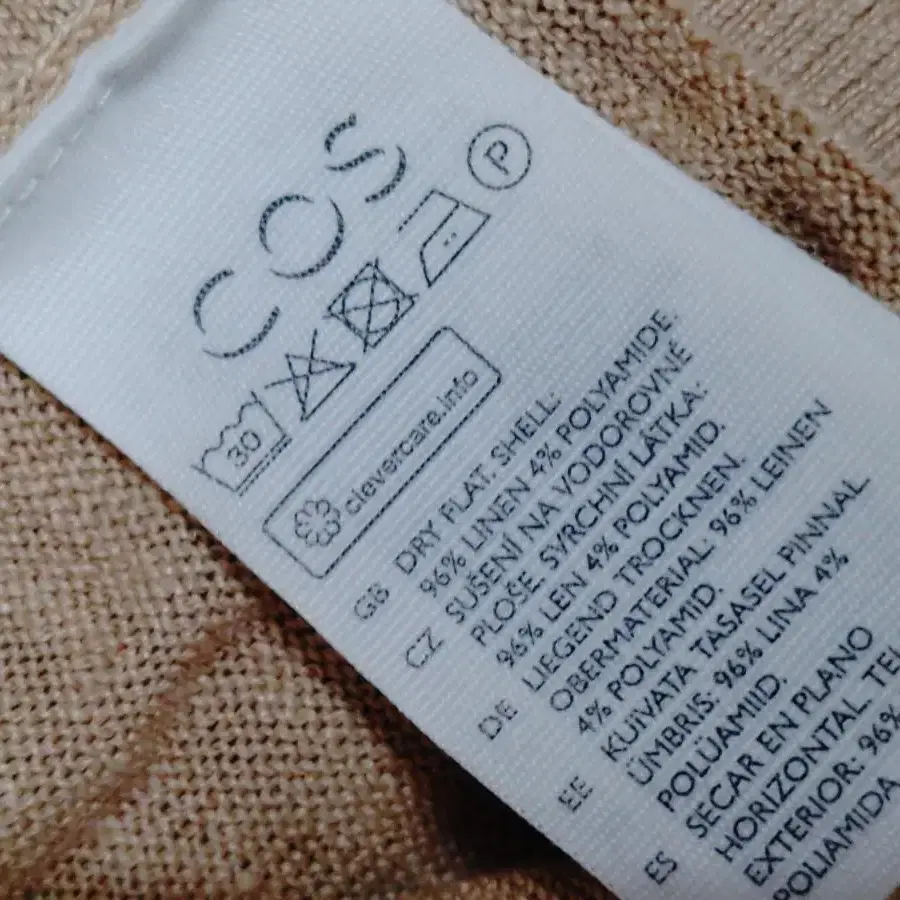 COS
30
P
clevercare.info
GB DRY FLAT. SHELL:
96% LINEN 4% POLYAMIDE.
CZ SUŠENÍ NA VODOROVNÉ
PLOŠE. SVRCHNÍ LÁTKA:
96% LEN 4% POLYAMID.
DE LIEGEND TROCKNEN.
OBERMATERIAL: 96% LEINEN
4% POLYAMID.
EE KUIVATA TASASEL PINNAL
ÜMBRIS: 96% LINA 4%
POLÜAMIID.
ES SECAR EN PLANO
HORIZONTAL.
EXTERIOR: 96%
POLIAMIDA